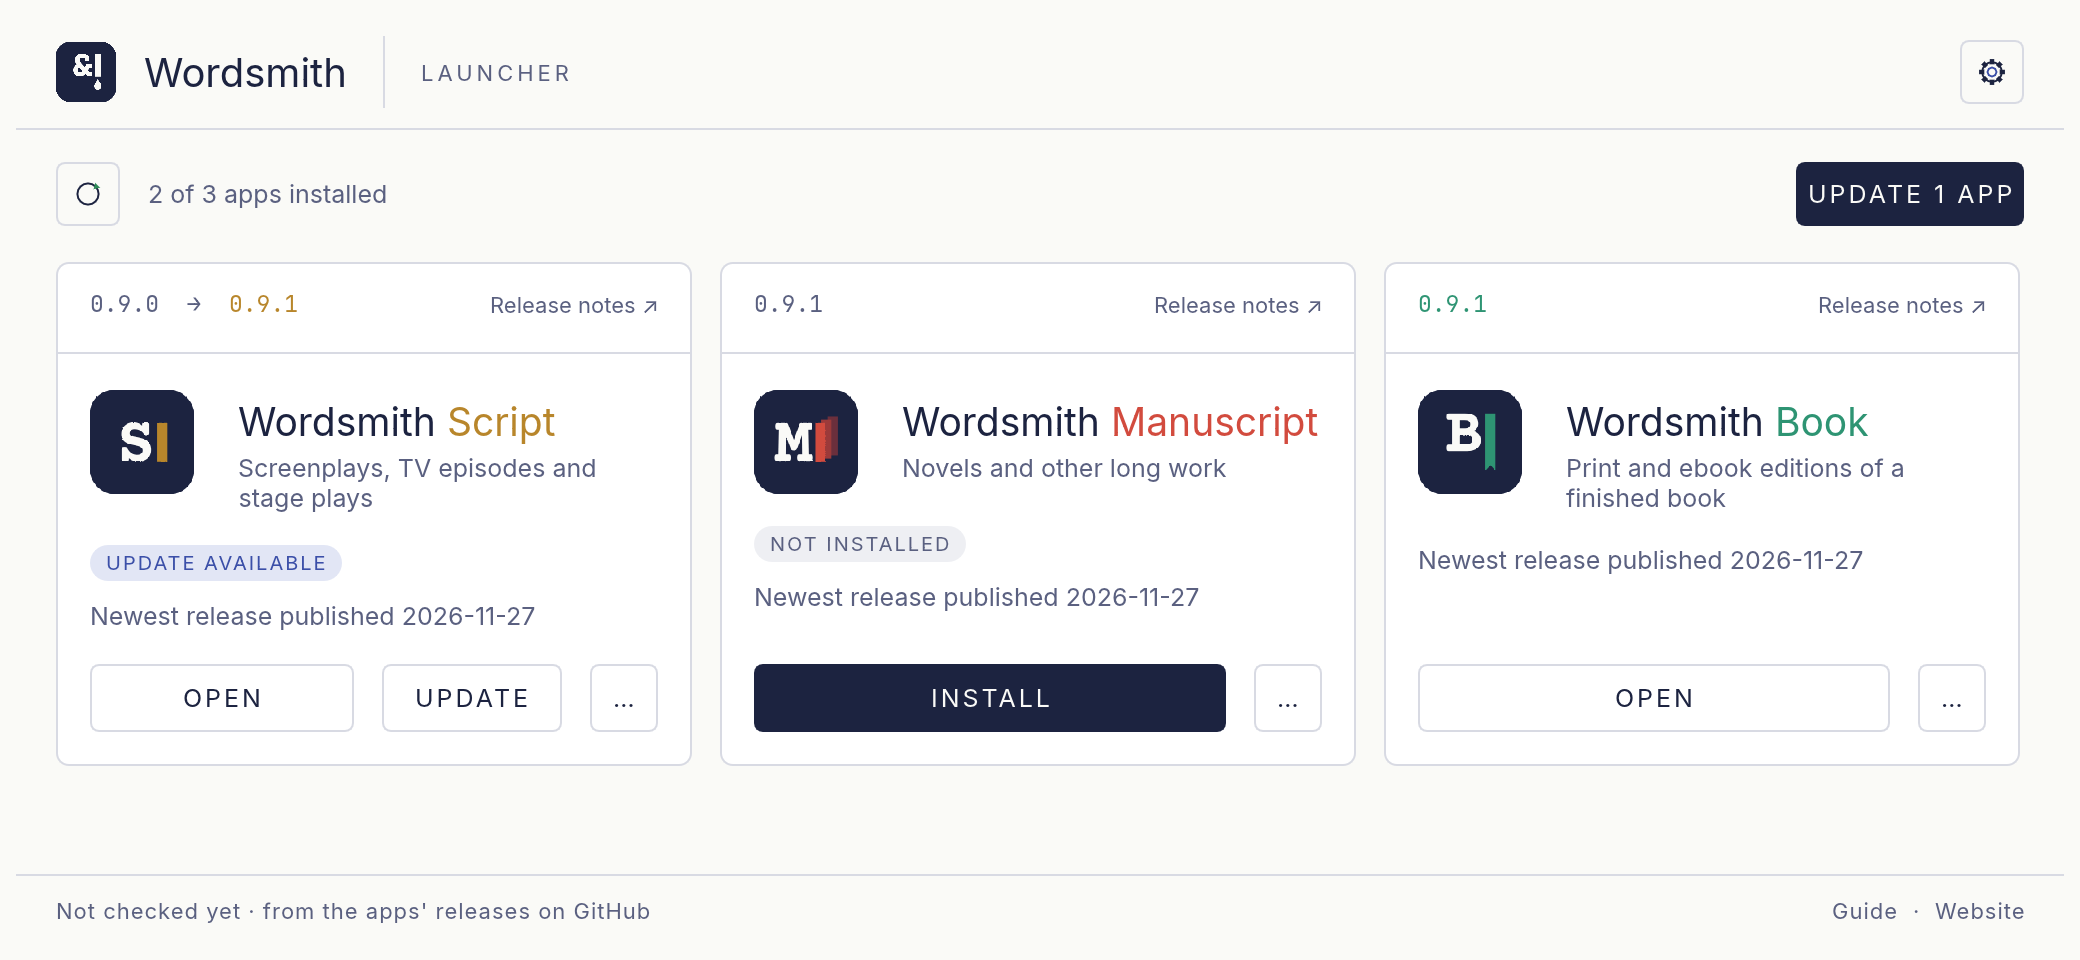 &I Wordsmith LAUNCHER
2 of 3 apps installed
UPDATE 1 APP
0.9.0 → 0.9.1 Release notes ↗
SI
Wordsmith Script
Screenplays, TV episodes and
stage plays
UPDATE AVAILABLE
Newest release published 2026-11-27
OPEN UPDATE ...
0.9.1 Release notes ↗
M
Wordsmith Manuscript
Novels and other long work
NOT INSTALLED
Newest release published 2026-11-27
INSTALL ...
0.9.1 Release notes ↗
B
Wordsmith Book
Print and ebook editions of a
finished book
Newest release published 2026-11-27
OPEN ...
Not checked yet · from the apps' releases on GitHub
Guide · Website